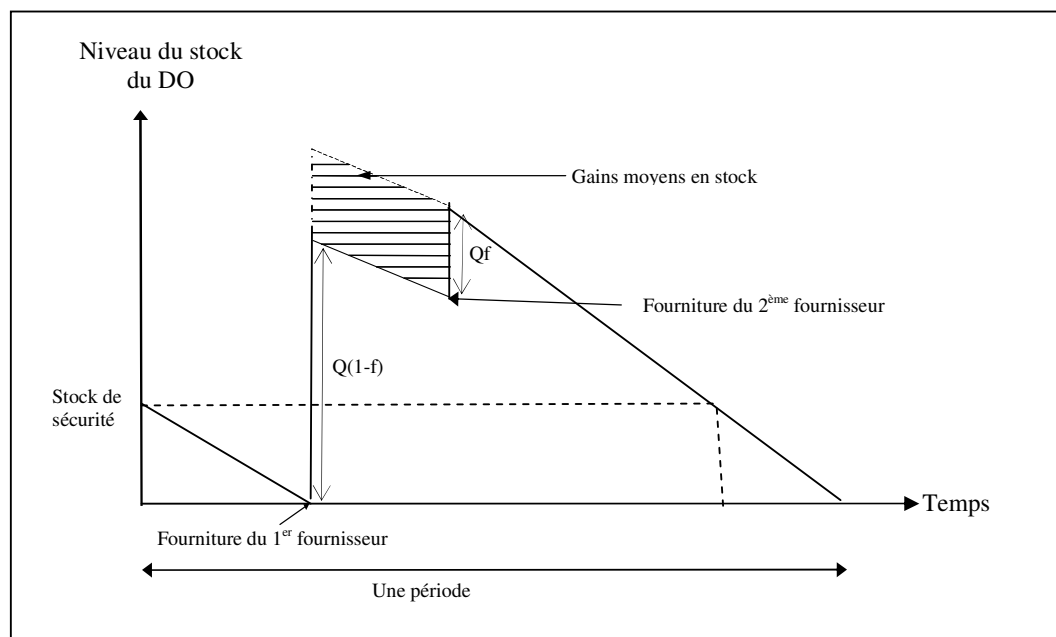 Niveau du stock
du DO
Gains moyens en stock
Qf
Fourniture du 2ème fournisseur
Q(1-f)
Stock de
sécurité
Temps
Fourniture du 1er fournisseur
Une période